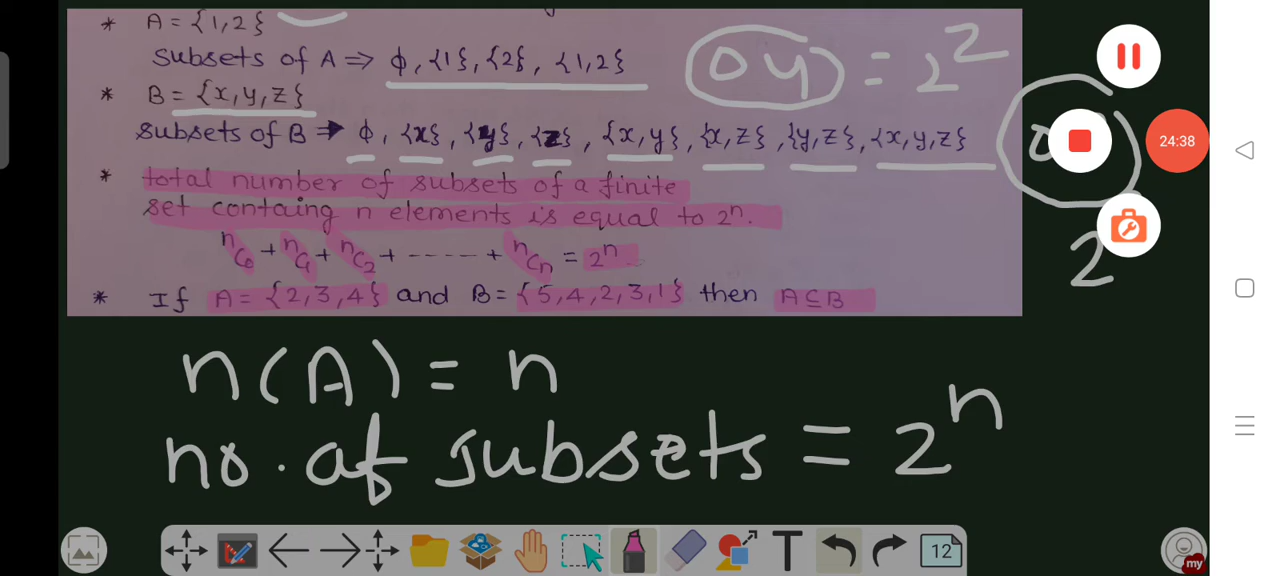 * A = {1,2}
Subsets of A ⇒ ϕ, {1}, {2}, {1,2}
04 = 2²
* B = {x,y,z}
Subsets of B ⇒ ϕ, {x}, {y}, {z}, {x,y}, {x,z}, {y,z}, {x,y,z}
24:38
* total number of subsets of a finite
set containg n elements is equal to 2ⁿ.
ⁿC₀ + ⁿC₁ + ⁿC₂ + ----- + ⁿCₙ = 2ⁿ
2
* If A = {2,3,4} and B = {5,4,2,3,1} then A⊆B
n(A) = n
no. of subsets = 2ⁿ
T
12
my